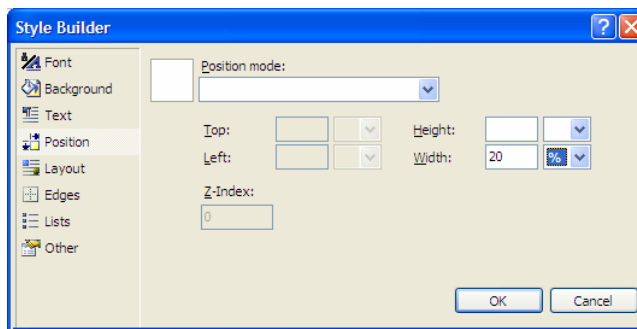 Style Builder
Font
Background
Text
Position
Layout
Edges
Lists
Other
Position mode:
Top:
Height:
Left:
Width: 20 %
Z-Index:
0
OK Cancel